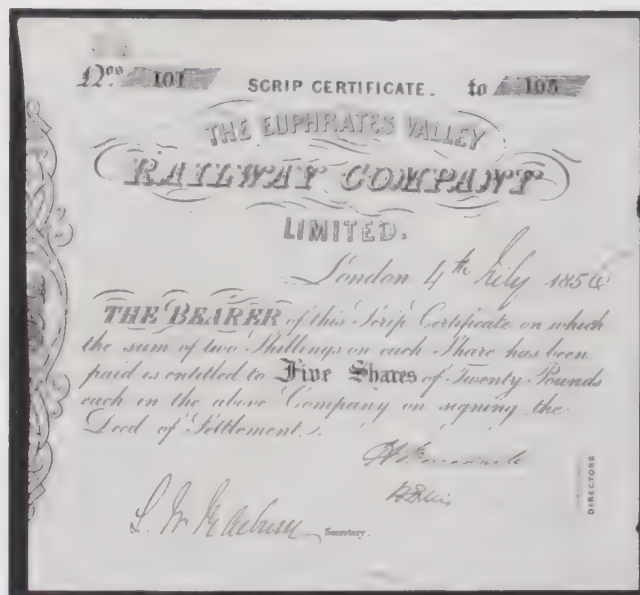 Nos. 101 SCRIP CERTIFICATE. to 105
THE EUPHRATES VALLEY
RAILWAY COMPANY
LIMITED.
London 4th July 1856
THE BEARER of this Scrip Certificate on which
the sum of two Shillings on each Share has been
paid is entitled to Five Shares of Twenty Pounds
each in the above Company on signing the
Deed of Settlement.
Secretary.
DIRECTORS